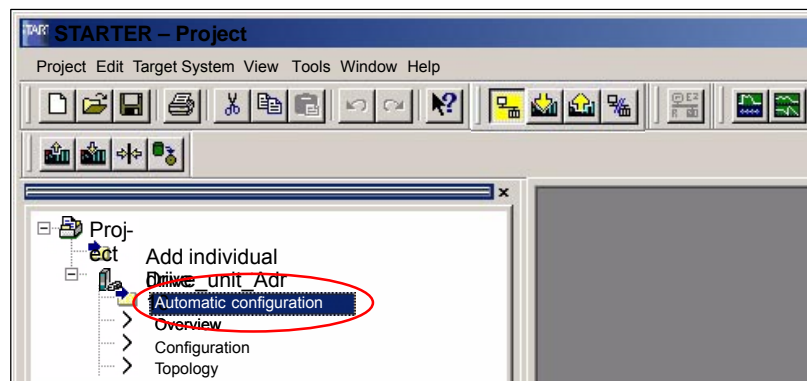 STARTER – Project
Project Edit Target System View Tools Window Help
Proj-
ect
Add individual
Drive_unit_Adr
Automatic configuration
Overview
Configuration
Topology